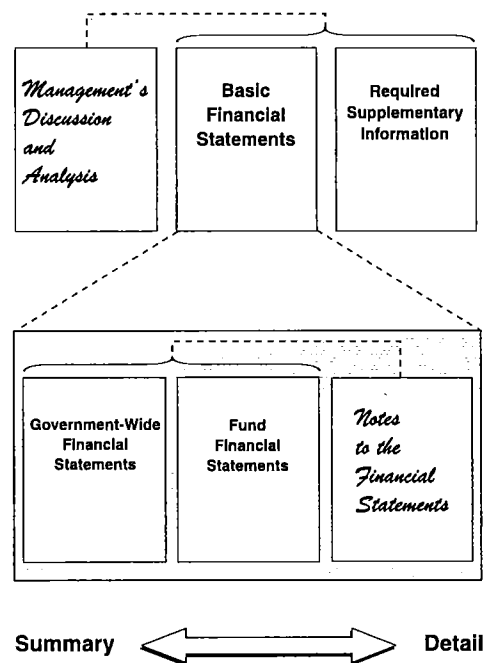 Management's
Discussion
and
Analysis
Basic
Financial
Statements
Required
Supplementary
Information
Government-Wide
Financial
Statements
Fund
Financial
Statements
Notes
to the
Financial
Statements
Summary
Detail